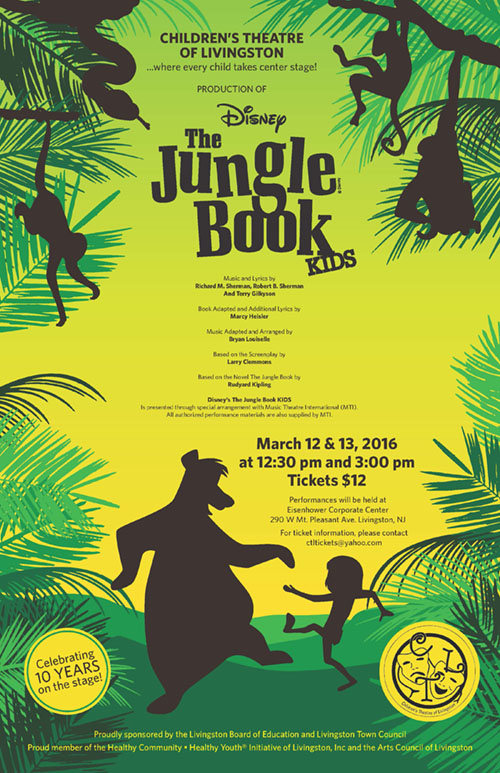 CHILDREN'S THEATRE
OF LIVINGSTON
...where every child takes center stage!
PRODUCTION OF
Disney
The
Jungle
Book
KIDS
Music and Lyrics by
Richard M. Sherman, Robert B. Sherman
And Terry Gilkyson
Book Adapted and Additional Lyrics by
Marcy Heisler
Music Adapted and Arranged by
Bryan Louiselle
Based on the Screenplay by
Larry Clemmons
Based on the Novel The Jungle Book by
Rudyard Kipling
Disney's The Jungle Book KIDS
Is presented through special arrangement with Music Theatre International (MTI).
All authorized performance materials are also supplied by MTI.
March 12 & 13, 2016
at 12:30 pm and 3:00 pm
Tickets $12
Performances will be held at
Eisenhower Corporate Center
290 W Mt. Pleasant Ave. Livingston, NJ
For ticket information, please contact
ctltickets@yahoo.com
Celebrating
10 YEARS
on the stage!
CTOL
Children's Theatre of Livingston
Proudly sponsored by the Livingston Board of Education and Livingston Town Council
Proud member of the Healthy Community • Healthy Youth® Initiative of Livingston, Inc and the Arts Council of Livingston